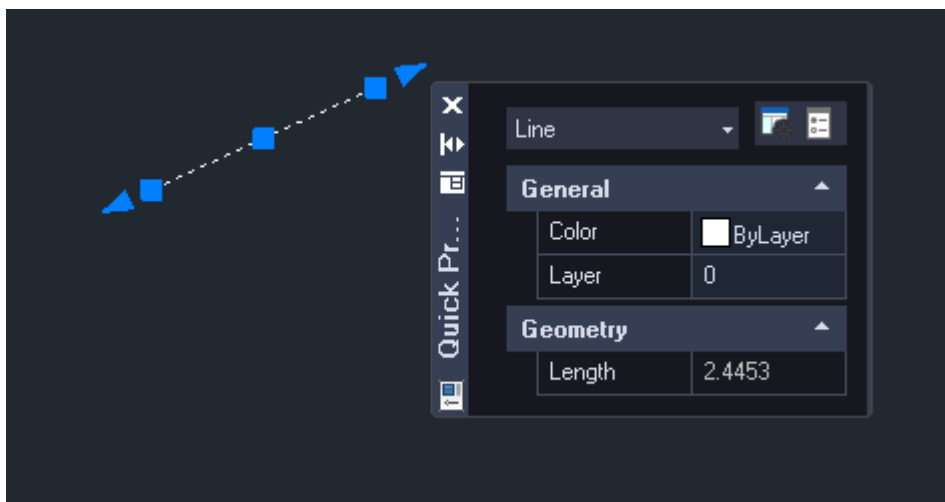 Line
General
Color ByLayer
Layer 0
Geometry
Length 2.4453
Quick Pr...